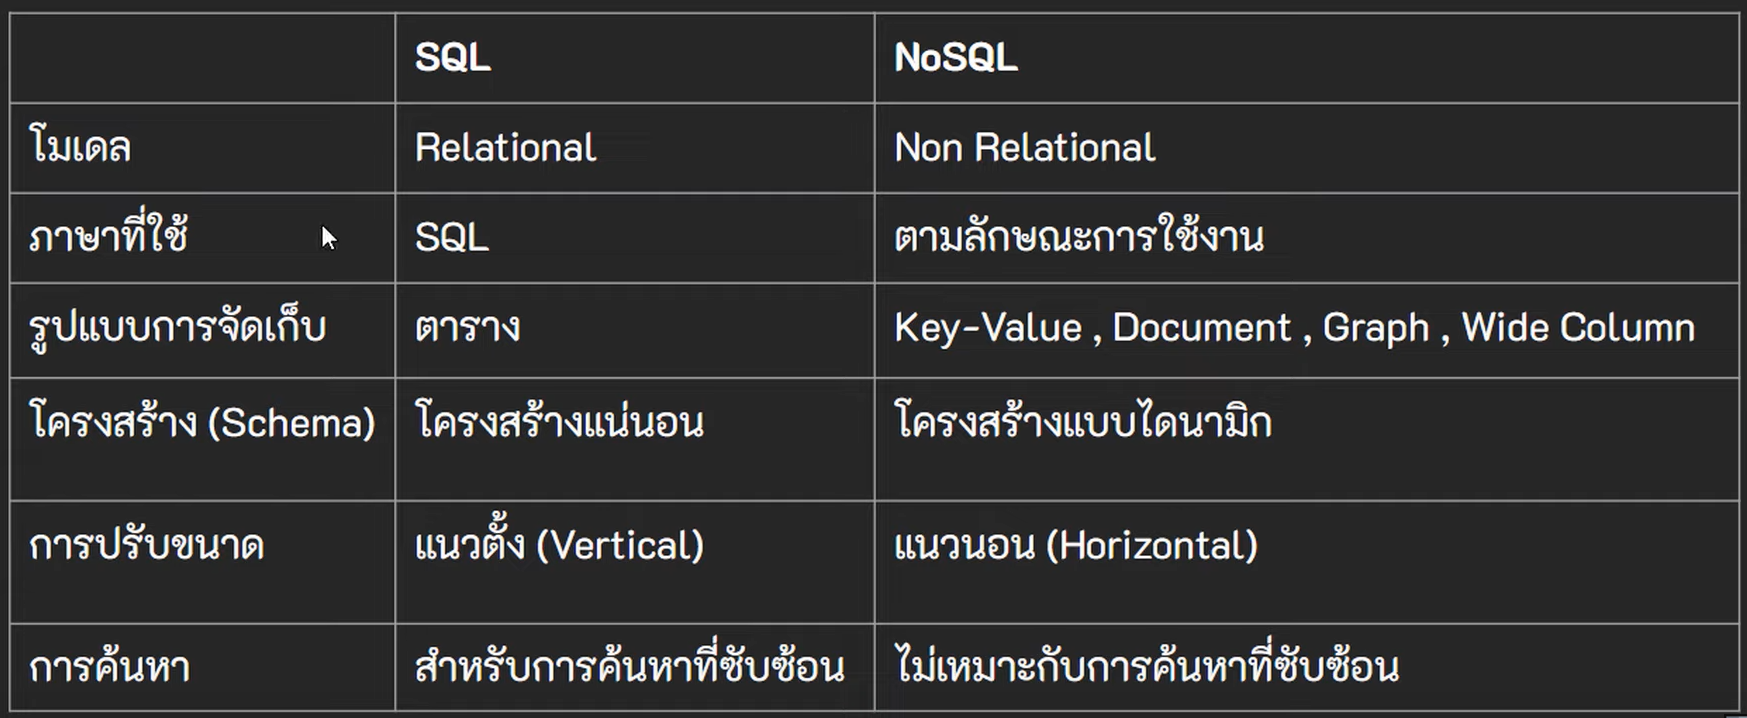 SQL NoSQL
โมเดล Relational Non Relational
ภาษาที่ใช้ SQL ตามลักษณะการใช้งาน
รูปแบบการจัดเก็บ ตาราง Key-Value , Document , Graph , Wide Column
โครงสร้าง (Schema) โครงสร้างแน่นอน โครงสร้างแบบไดนามิก
การปรับขนาด แนวตั้ง (Vertical) แนวนอน (Horizontal)
การค้นหา สำหรับการค้นหาที่ซับซ้อน ไม่เหมาะกับการค้นหาที่ซับซ้อน